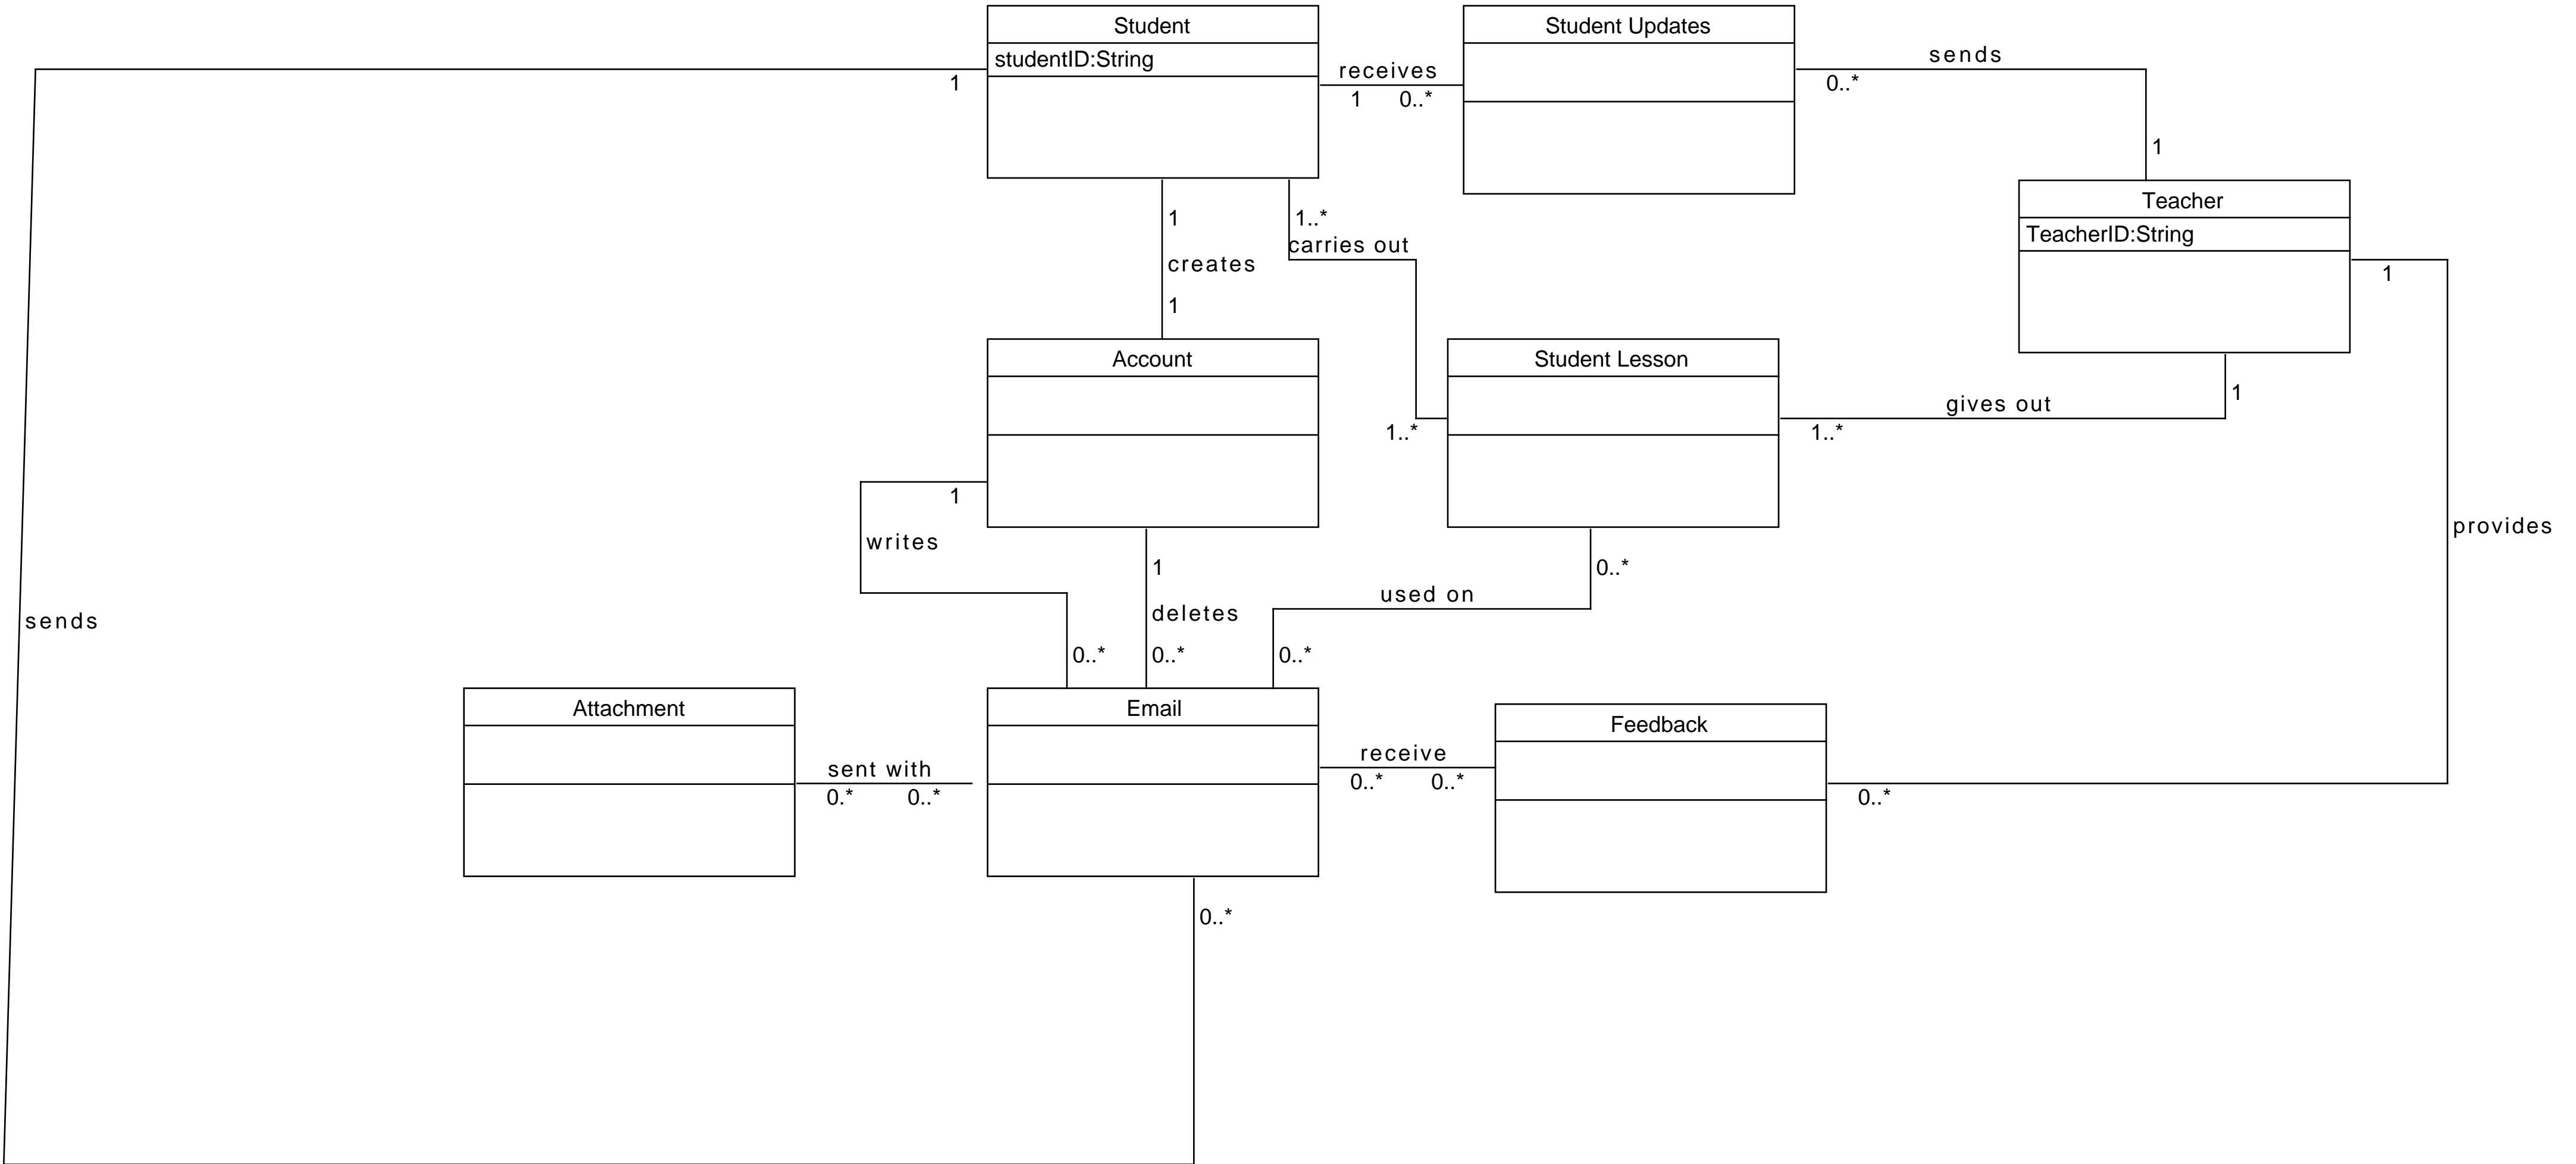 Student
Student Updates
studentID:String
sends
receives
1
0..*
1
0..*
1
Teacher
1..*
1
TeacherID:String
carries out
creates
1
1
Account
Student Lesson
1
gives out
1..*
1..*
1
provides
writes
1
0..*
used on
deletes
sends
0..*
0..*
0..*
Attachment
Email
Feedback
receive
sent with
0..*
0..*
0.*
0..*
0..*
0..*